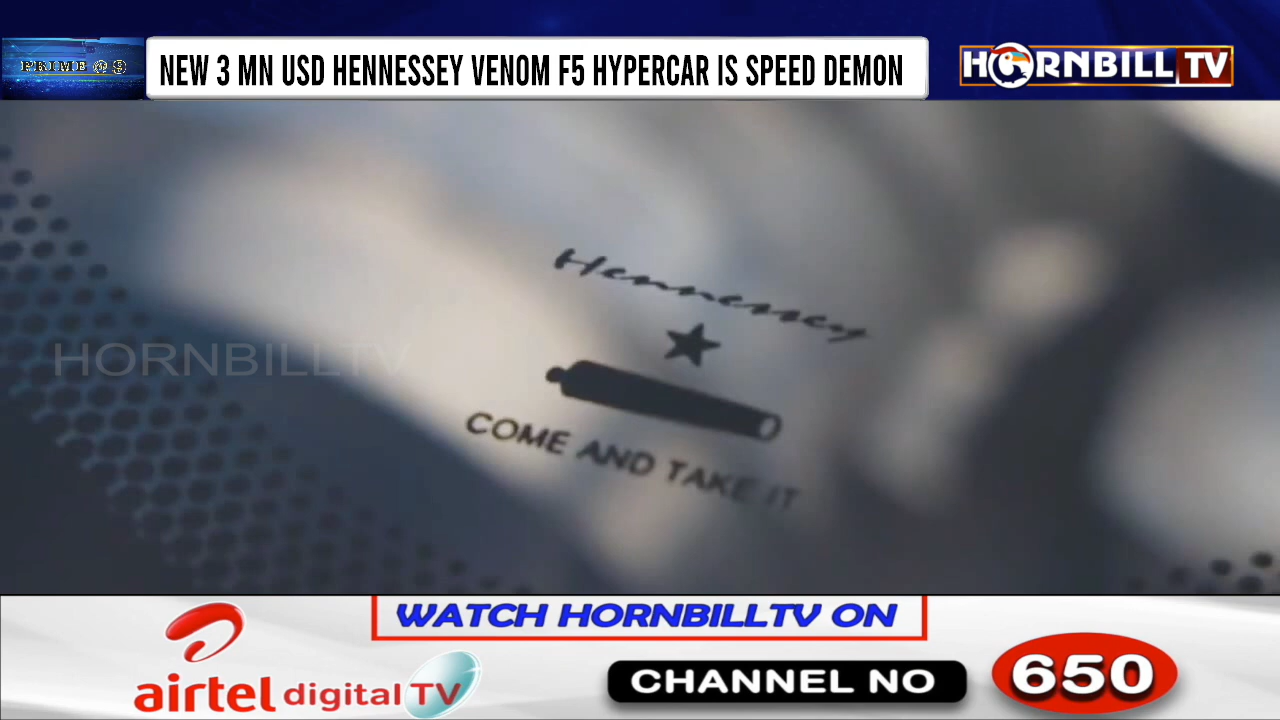 PRIME @ 9
NEW 3 MN USD HENNESSEY VENOM F5 HYPERCAR IS SPEED DEMON
HORNBILL TV
Hennessey
HORNBILLTV
COME AND TAKE IT
WATCH HORNBILLTV ON
airtel digital TV
CHANNEL NO
650